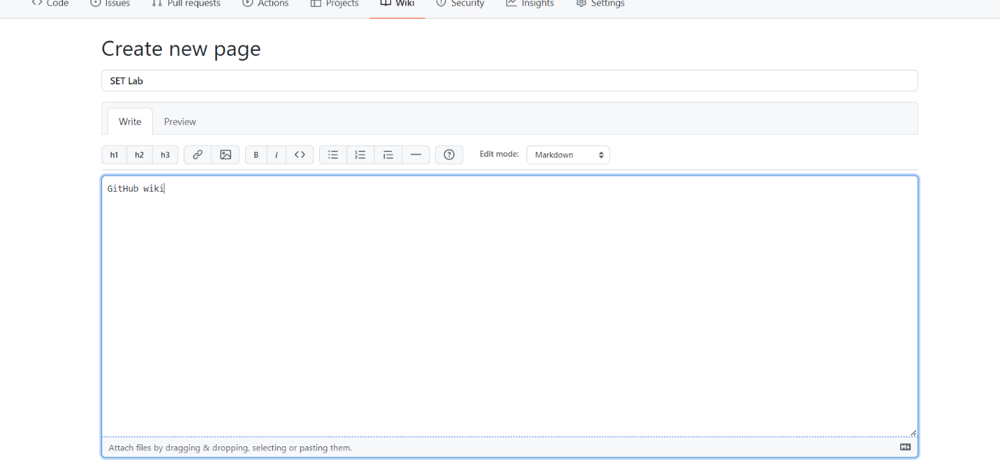 Code Issues Pull requests Actions Projects Wiki Security Insights Settings
Create new page
SET Lab
Write Preview
h1 h2 h3 B i Edit mode: Markdown
GitHub wiki
Attach files by dragging & dropping, selecting or pasting them.